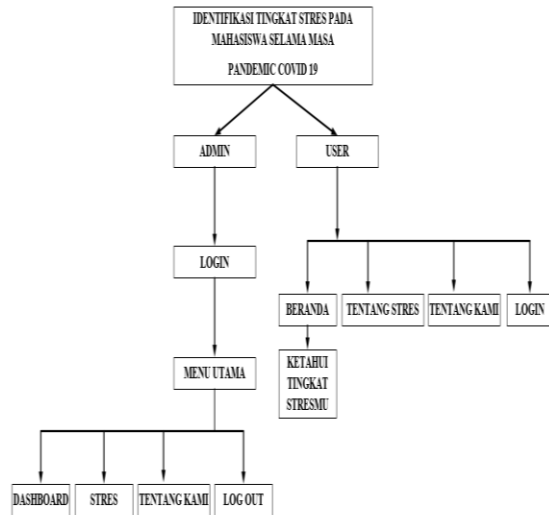 IDENTIFIKASI TINGKAT STRES PADA
MAHASISWA SELAMA MASA
PANDEMIC COVID 19
ADMIN
USER
LOGIN
BERANDA
TENTANG STRES
TENTANG KAMI
LOGIN
KETAHUI
TINGKAT
STRESMU
MENU UTAMA
DASHBOARD
STRES
TENTANG KAMI
LOG OUT